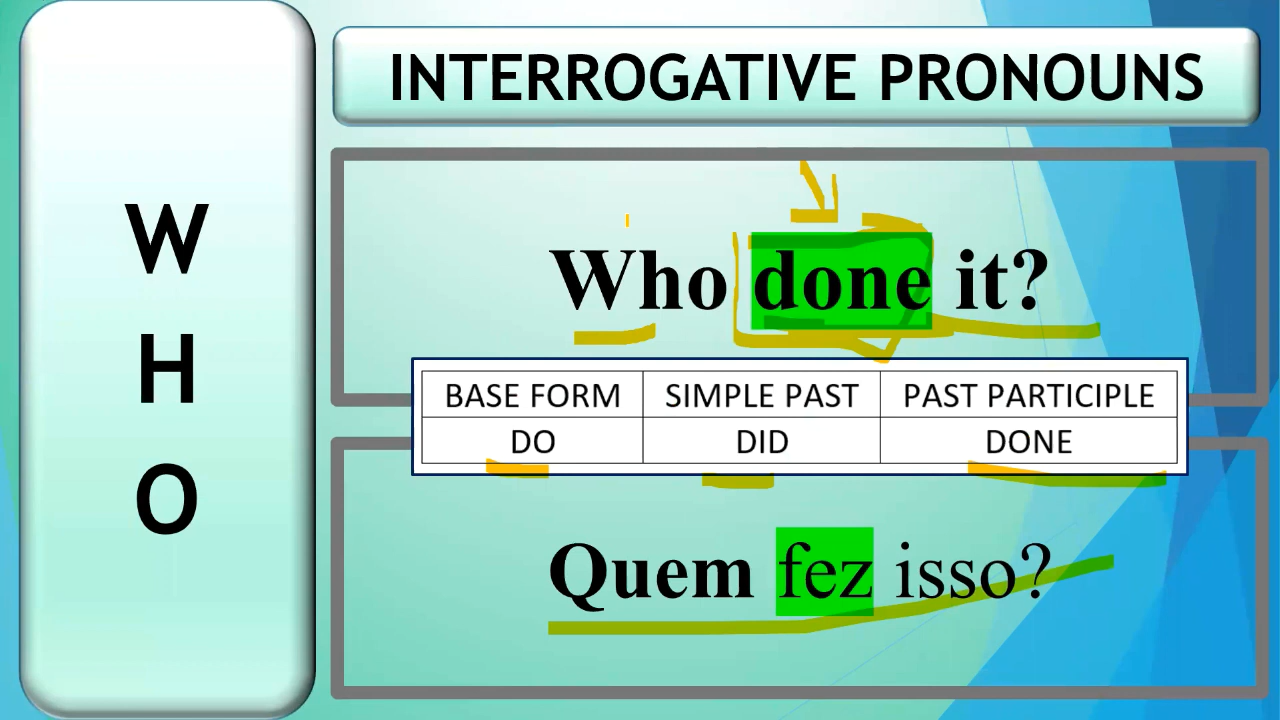 W
H
O
INTERROGATIVE PRONOUNS
Who done it?
BASE FORM SIMPLE PAST PAST PARTICIPLE
DO DID DONE
Quem fez isso?